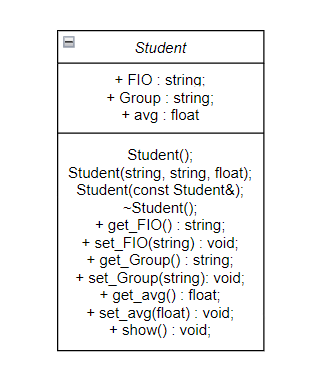 Student
+ FIO : string;
+ Group : string;
+ avg : float
Student();
Student(string, string, float);
Student(const Student&);
~Student();
+ get_FIO() : string;
+ set_FIO(string) : void;
+ get_Group() : string;
+ set_Group(string): void;
+ get_avg() : float;
+ set_avg(float) : void;
+ show() : void;